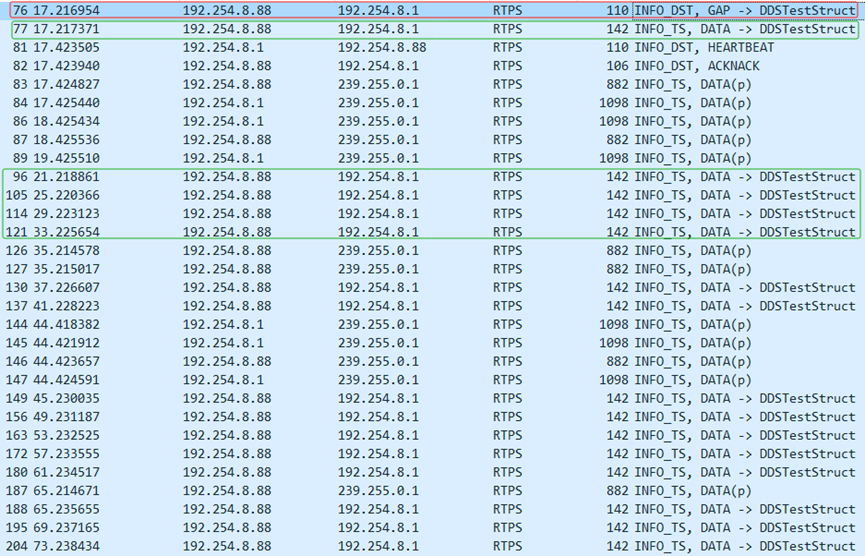 76 17.216954 192.254.8.88 192.254.8.1 RTPS 110 INFO_DST, GAP -> DDSTestStruct
77 17.217371 192.254.8.88 192.254.8.1 RTPS 142 INFO_TS, DATA -> DDSTestStruct
81 17.423505 192.254.8.1 192.254.8.88 RTPS 110 INFO_DST, HEARTBEAT
82 17.423940 192.254.8.88 192.254.8.1 RTPS 106 INFO_DST, ACKNACK
83 17.424827 192.254.8.88 239.255.0.1 RTPS 882 INFO_TS, DATA(p)
84 17.425440 192.254.8.1 239.255.0.1 RTPS 1098 INFO_TS, DATA(p)
86 18.425434 192.254.8.1 239.255.0.1 RTPS 1098 INFO_TS, DATA(p)
87 18.425536 192.254.8.88 239.255.0.1 RTPS 882 INFO_TS, DATA(p)
89 19.425510 192.254.8.1 239.255.0.1 RTPS 1098 INFO_TS, DATA(p)
96 21.218861 192.254.8.88 192.254.8.1 RTPS 142 INFO_TS, DATA -> DDSTestStruct
105 25.220366 192.254.8.88 192.254.8.1 RTPS 142 INFO_TS, DATA -> DDSTestStruct
114 29.223123 192.254.8.88 192.254.8.1 RTPS 142 INFO_TS, DATA -> DDSTestStruct
121 33.225654 192.254.8.88 192.254.8.1 RTPS 142 INFO_TS, DATA -> DDSTestStruct
126 35.214578 192.254.8.88 239.255.0.1 RTPS 882 INFO_TS, DATA(p)
127 35.215017 192.254.8.88 239.255.0.1 RTPS 882 INFO_TS, DATA(p)
130 37.226607 192.254.8.88 192.254.8.1 RTPS 142 INFO_TS, DATA -> DDSTestStruct
137 41.228223 192.254.8.88 192.254.8.1 RTPS 142 INFO_TS, DATA -> DDSTestStruct
144 44.418382 192.254.8.1 239.255.0.1 RTPS 1098 INFO_TS, DATA(p)
145 44.421912 192.254.8.1 239.255.0.1 RTPS 1098 INFO_TS, DATA(p)
146 44.423657 192.254.8.88 239.255.0.1 RTPS 882 INFO_TS, DATA(p)
147 44.424591 192.254.8.1 239.255.0.1 RTPS 1098 INFO_TS, DATA(p)
149 45.230035 192.254.8.88 192.254.8.1 RTPS 142 INFO_TS, DATA -> DDSTestStruct
156 49.231187 192.254.8.88 192.254.8.1 RTPS 142 INFO_TS, DATA -> DDSTestStruct
163 53.232525 192.254.8.88 192.254.8.1 RTPS 142 INFO_TS, DATA -> DDSTestStruct
172 57.233555 192.254.8.88 192.254.8.1 RTPS 142 INFO_TS, DATA -> DDSTestStruct
180 61.234517 192.254.8.88 192.254.8.1 RTPS 142 INFO_TS, DATA -> DDSTestStruct
187 65.214671 192.254.8.88 239.255.0.1 RTPS 882 INFO_TS, DATA(p)
188 65.235655 192.254.8.88 192.254.8.1 RTPS 142 INFO_TS, DATA -> DDSTestStruct
195 69.237165 192.254.8.88 192.254.8.1 RTPS 142 INFO_TS, DATA -> DDSTestStruct
204 73.238434 192.254.8.88 192.254.8.1 RTPS 142 INFO_TS, DATA -> DDSTestStruct